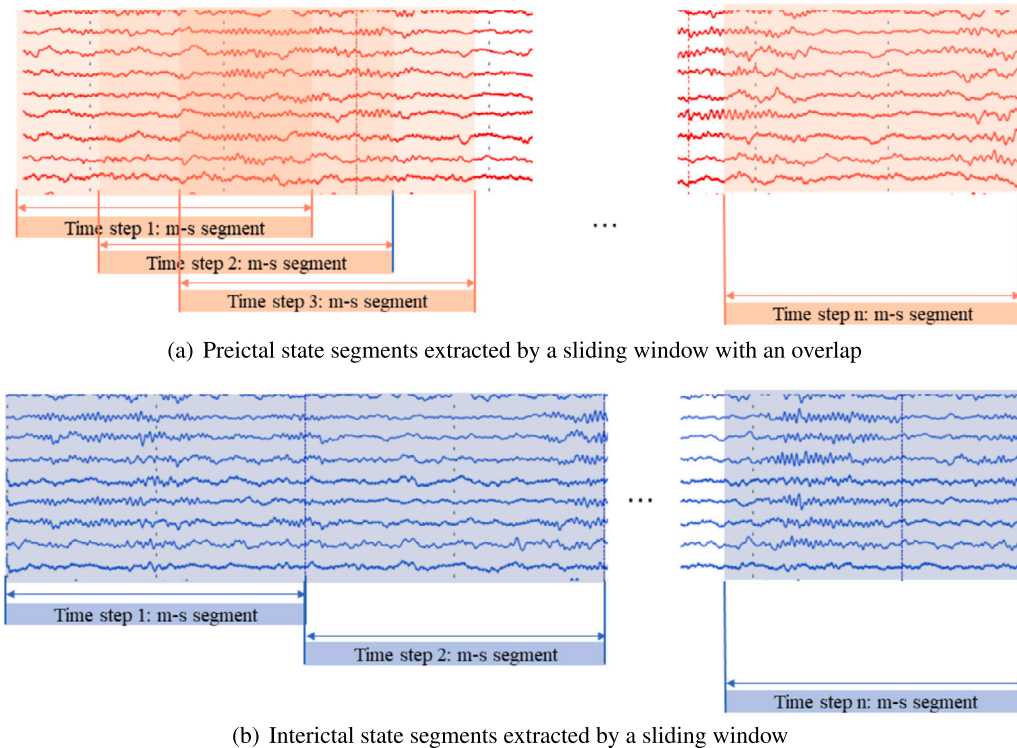 Time step 1: m-s segment
Time step 2: m-s segment
...
Time step 3: m-s segment
Time step n: m-s segment
(a) Preictal state segments extracted by a sliding window with an overlap
...
Time step 1: m-s segment
Time step 2: m-s segment
Time step n: m-s segment
(b) Interictal state segments extracted by a sliding window